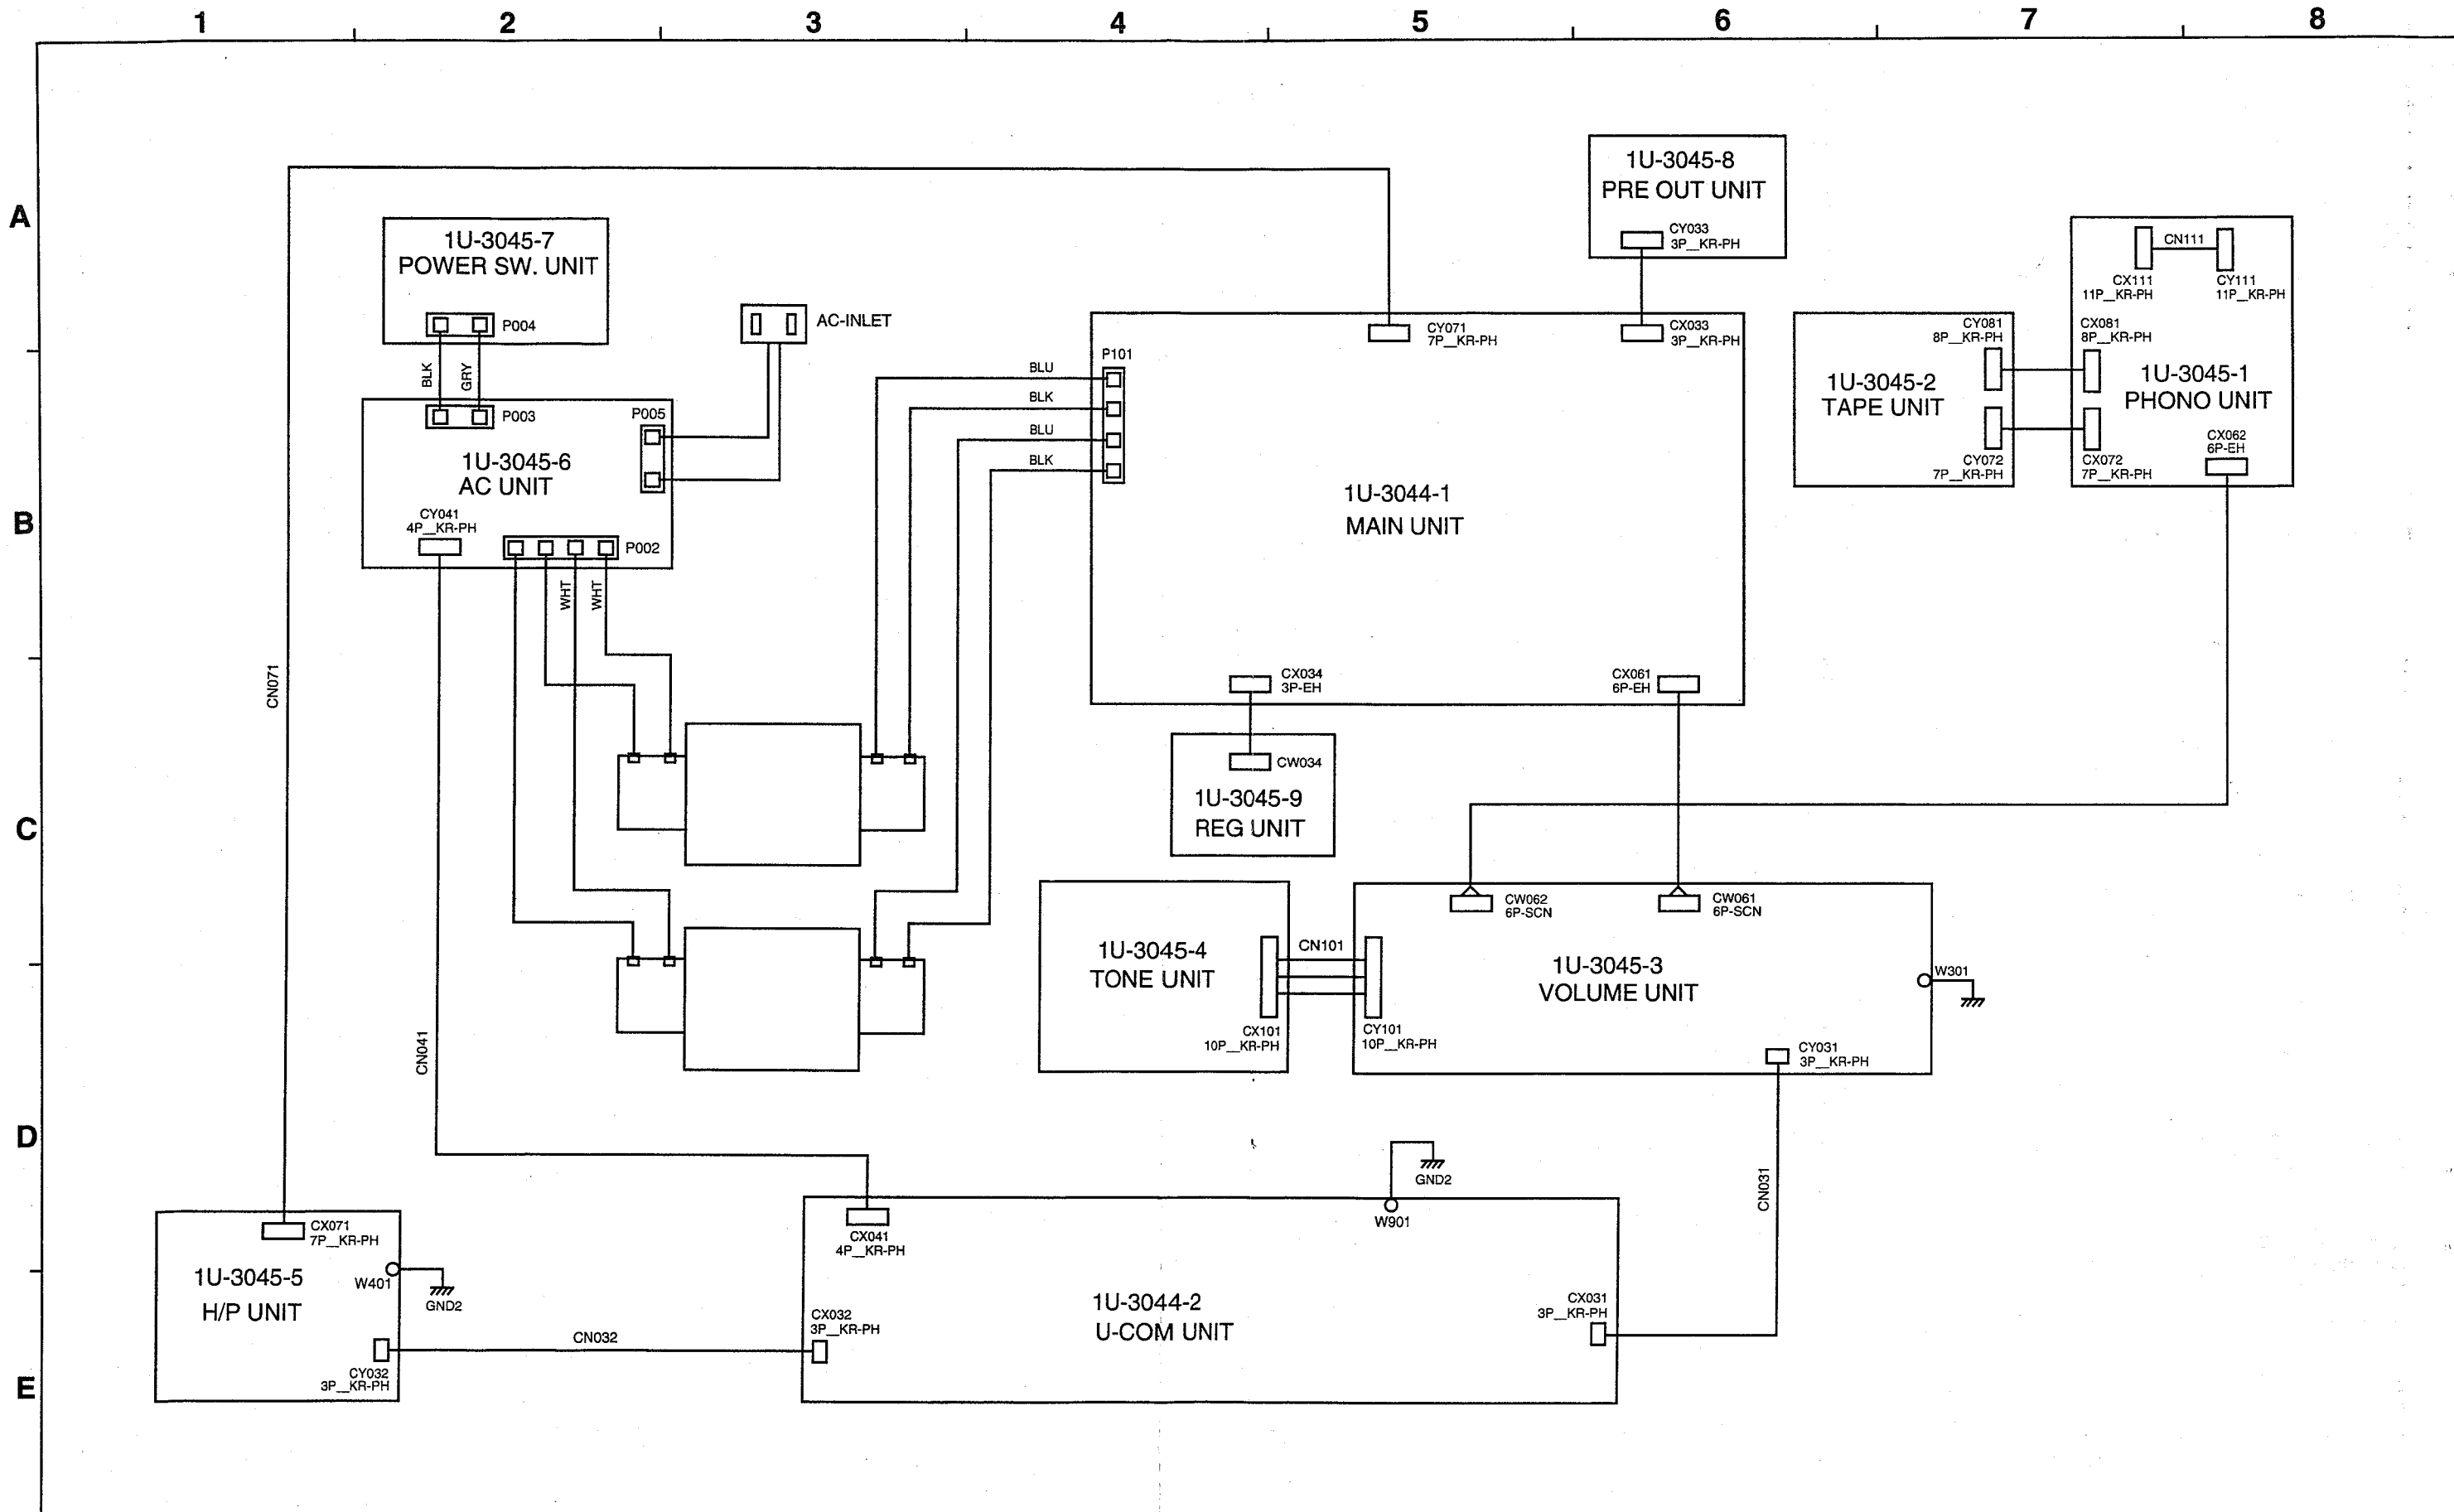 1 2 3 4 5 6 7 8
A
B
C
D
E
1U-3045-7
POWER SW. UNIT
P004
BLK
GRY
P003
P005
1U-3045-6
AC UNIT
CY041
4P__KR-PH
P002
WHT
WHT
AC-INLET
CN071
CN041
BLU
BLK
BLU
BLK
P101
CY071
7P__KR-PH
CX033
3P__KR-PH
1U-3044-1
MAIN UNIT
CX034
3P-EH
CX061
6P-EH
1U-3045-8
PRE OUT UNIT
CY033
3P__KR-PH
CN111
CX111
11P__KR-PH
CY111
11P__KR-PH
CY081
8P__KR-PH
CX081
8P__KR-PH
1U-3045-2
TAPE UNIT
1U-3045-1
PHONO UNIT
CY072
7P__KR-PH
CX072
7P__KR-PH
CX062
6P-EH
CW034
1U-3045-9
REG UNIT
1U-3045-4
TONE UNIT
CX101
10P__KR-PH
CN101
CY101
10P__KR-PH
CW062
6P-SCN
CW061
6P-SCN
1U-3045-3
VOLUME UNIT
W301
CY031
3P__KR-PH
CN031
GND2
W901
CX071
7P__KR-PH
1U-3045-5
H/P UNIT
W401
GND2
CY032
3P__KR-PH
CN032
CX041
4P__KR-PH
CX032
3P__KR-PH
1U-3044-2
U-COM UNIT
CX031
3P__KR-PH